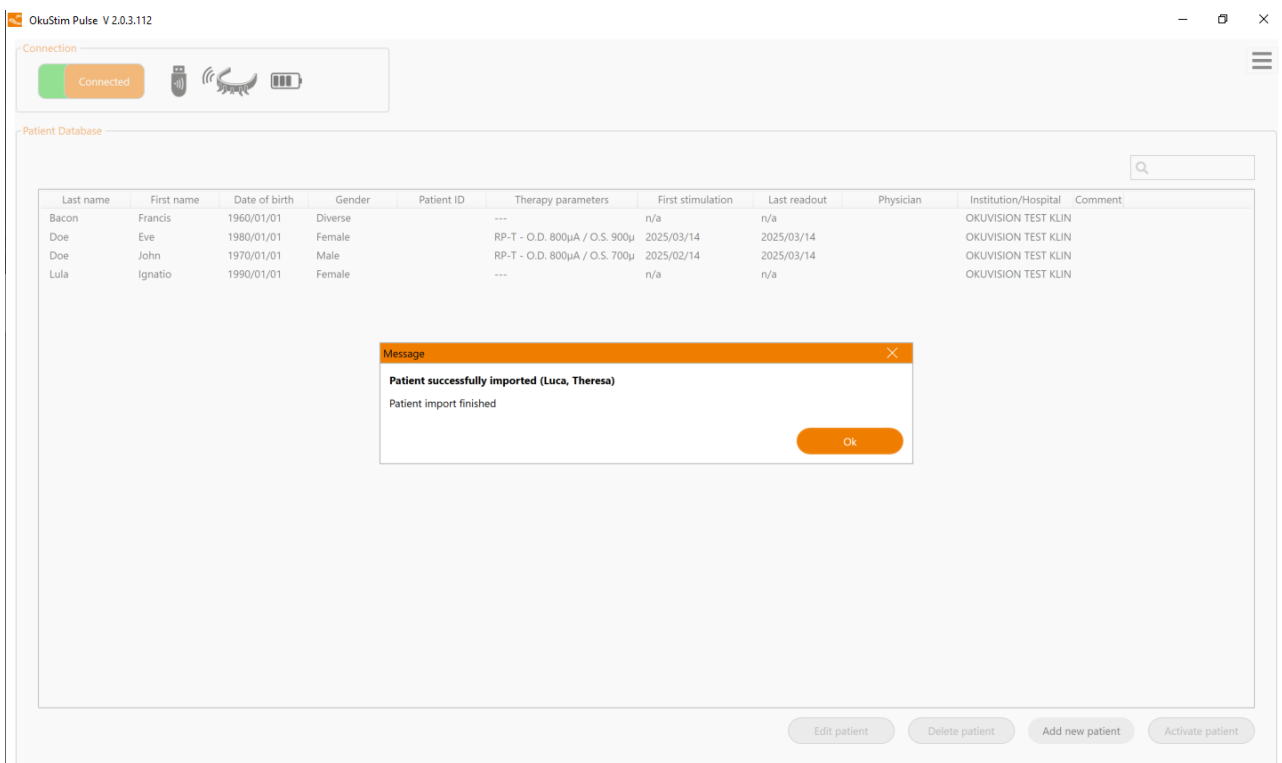 OkuStim Pulse V 2.0.3.112
Connection
Connected
Patient Database
Last name First name Date of birth Gender Patient ID Therapy parameters First stimulation Last readout Physician Institution/Hospital Comment
Bacon Francis 1960/01/01 Diverse --- n/a n/a OKUVISION TEST KLIN
Doe Eve 1980/01/01 Female RP-T - O.D. 800µA / O.S. 900µ 2025/03/14 2025/03/14 OKUVISION TEST KLIN
Doe John 1970/01/01 Male RP-T - O.D. 800µA / O.S. 700µ 2025/02/14 2025/03/14 OKUVISION TEST KLIN
Lula Ignatio 1990/01/01 Female --- n/a n/a OKUVISION TEST KLIN
Message
Patient successfully imported (Luca, Theresa)
Patient import finished
Ok
Edit patient Delete patient Add new patient Activate patient